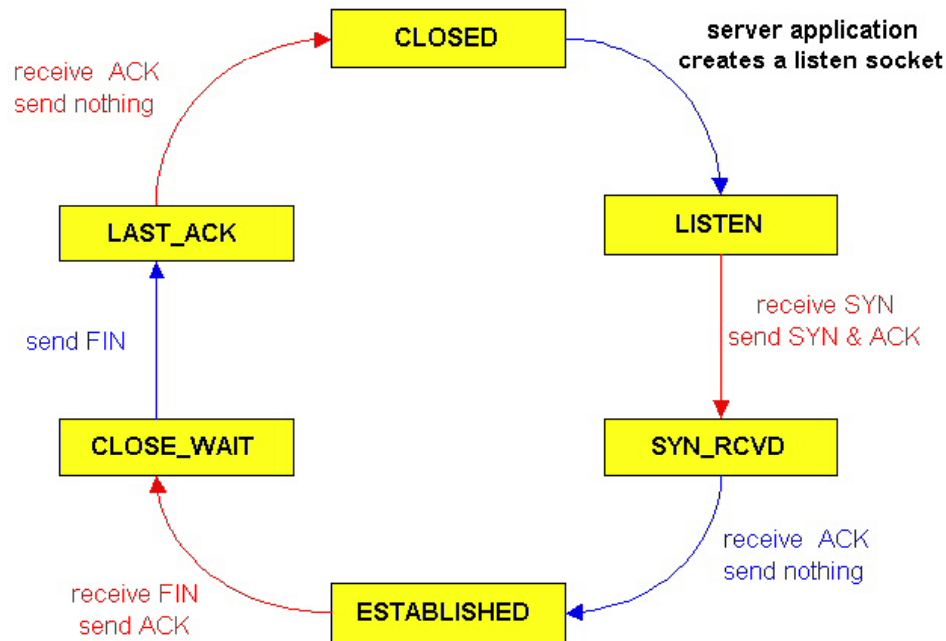 CLOSED
server application
creates a listen socket
receive ACK
send nothing
LAST_ACK
LISTEN
receive SYN
send SYN & ACK
send FIN
CLOSE_WAIT
SYN_RCVD
receive ACK
send nothing
receive FIN
send ACK
ESTABLISHED